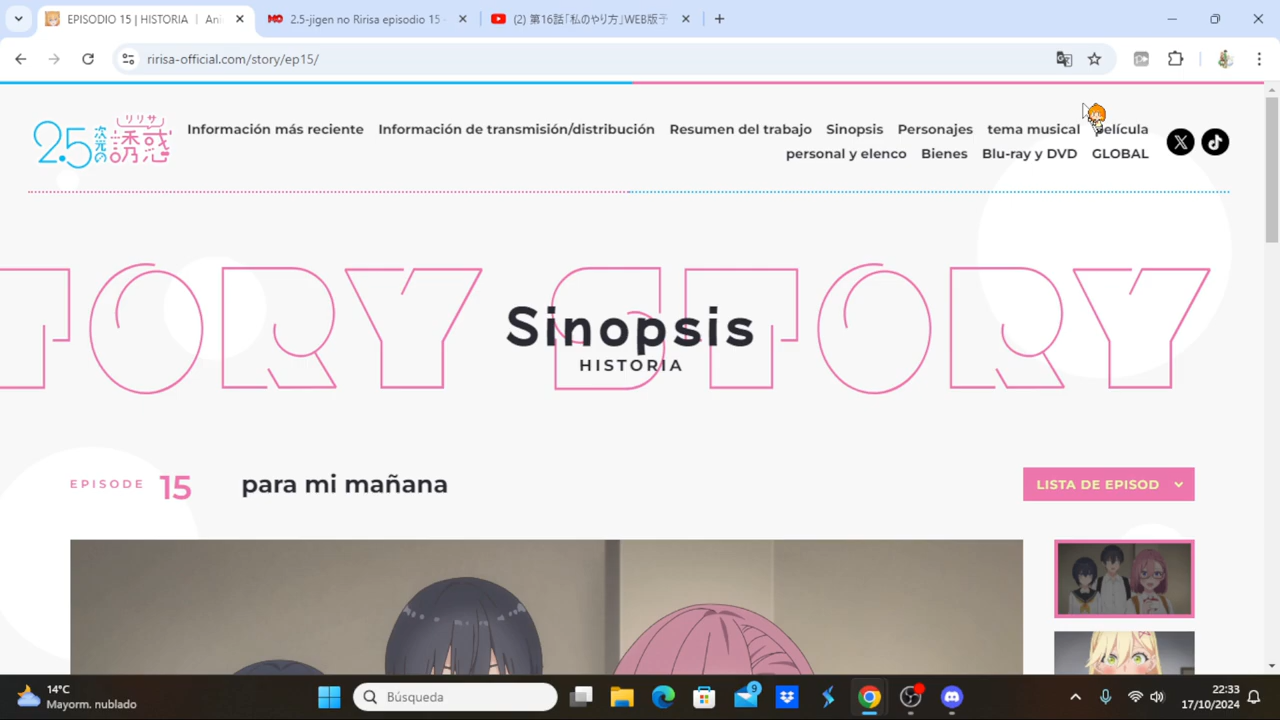 EPISODIO 15 | HISTORIA | Ani
2.5-jigen no Ririsa episodio 15
(2) 第16話「私のやり方」WEB版予
ririsa-official.com/story/ep15/
リリサ
2.5次元の誘惑
Información más reciente Información de transmisión/distribución Resumen del trabajo Sinopsis Personajes tema musical película
personal y elenco Bienes Blu-ray y DVD GLOBAL
TORY STORY
Sinopsis
HISTORIA
EPISODE 15 para mi mañana
LISTA DE EPISOD
14°C
Mayorm. nublado
Búsqueda
9
22:33
17/10/2024